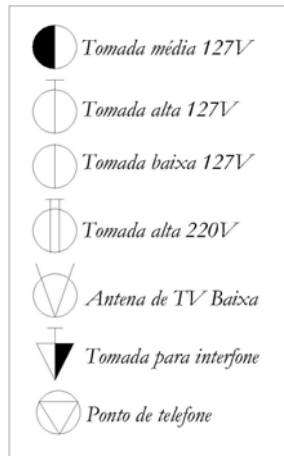 Tomada média 127V
Tomada alta 127V
Tomada baixa 127V
Tomada alta 220V
Antena de TV Baixa
Tomada para interfone
Ponto de telefone